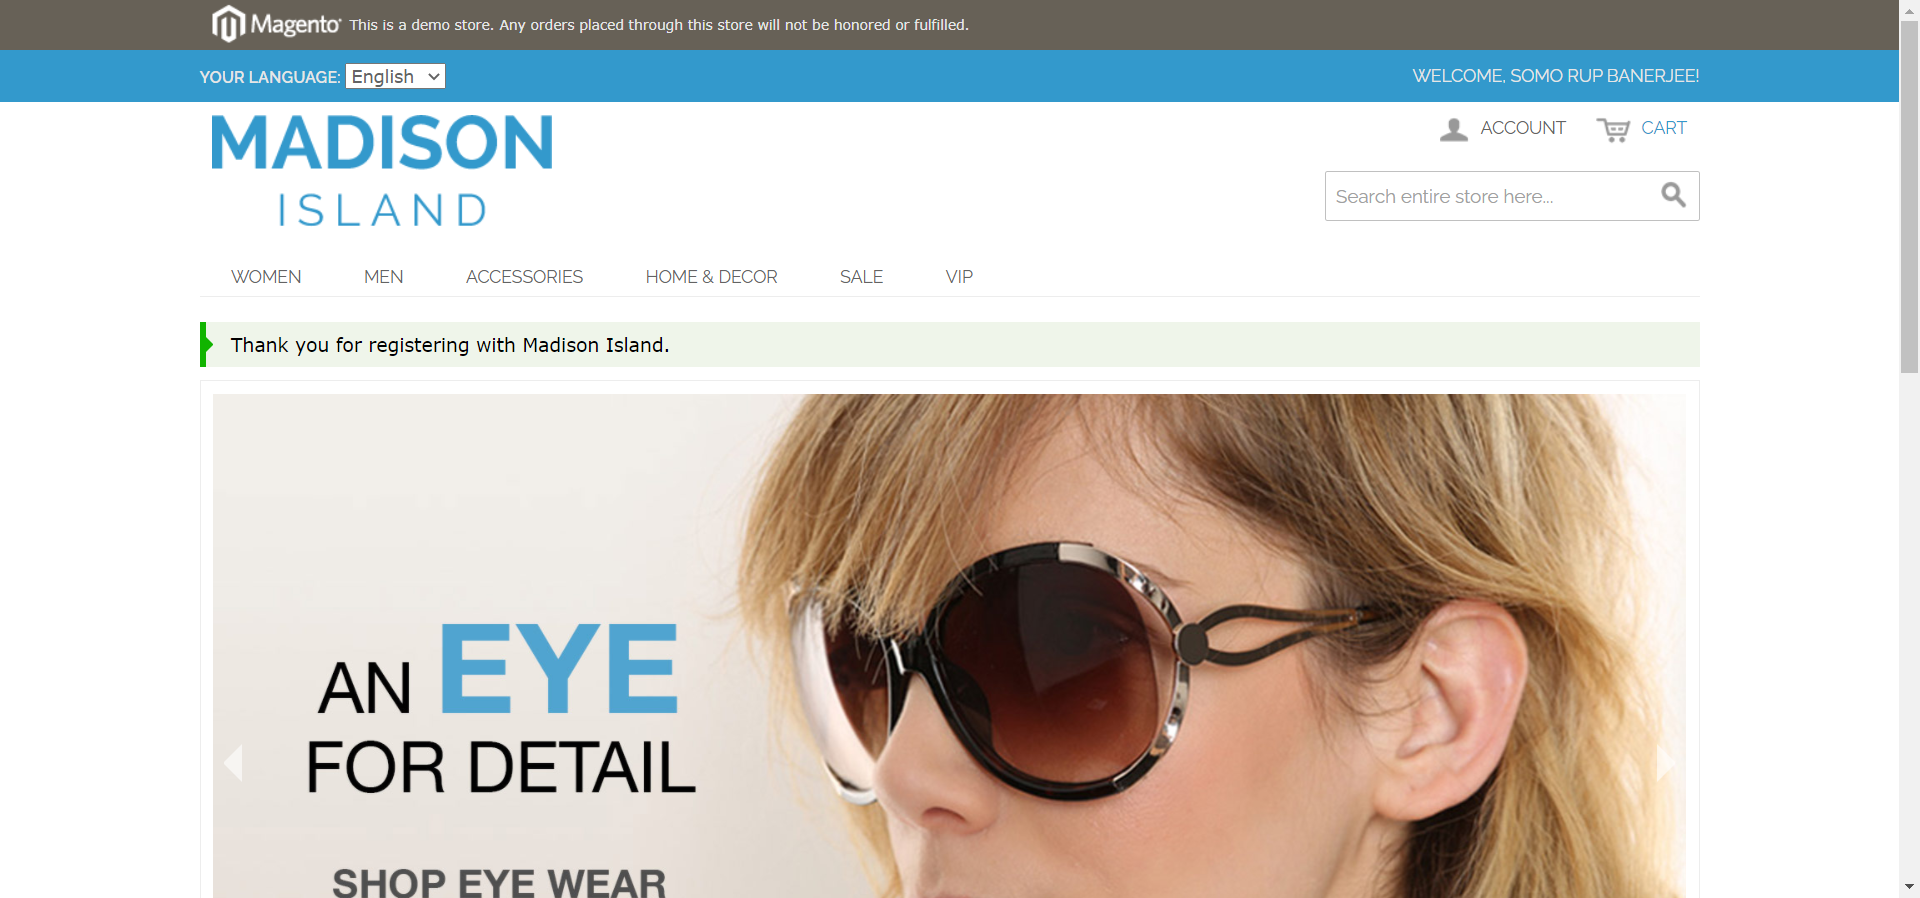 Magento This is a demo store. Any orders placed through this store will not be honored or fulfilled.
YOUR LANGUAGE: English
WELCOME, SOMO RUP BANERJEE!
MADISON
ISLAND
ACCOUNT
CART
Search entire store here...
WOMEN MEN ACCESSORIES HOME & DECOR SALE VIP
Thank you for registering with Madison Island.
AN EYE
FOR DETAIL
SHOP EYE WEAR